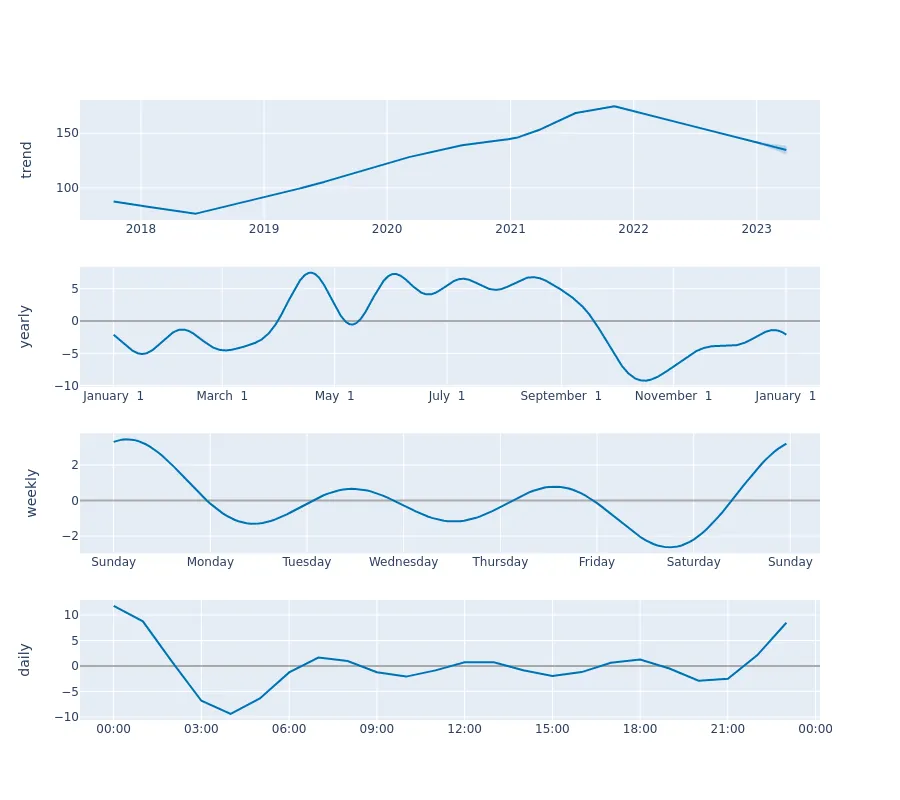 trend
150
100
2018 2019 2020 2021 2022 2023
yearly
5
0
−5
−10
January 1 March 1 May 1 July 1 September 1 November 1 January 1
weekly
2
0
−2
Sunday Monday Tuesday Wednesday Thursday Friday Saturday Sunday
daily
10
5
0
−5
−10
00:00 03:00 06:00 09:00 12:00 15:00 18:00 21:00 00:00